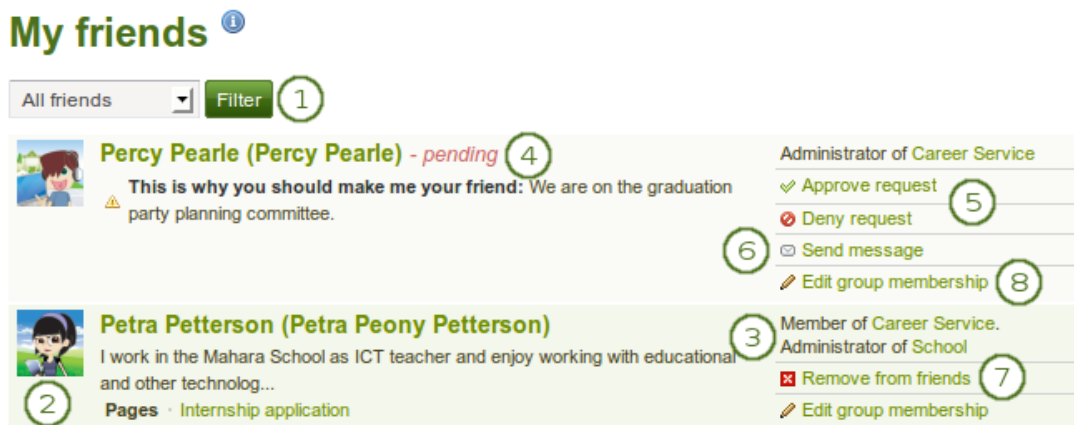 My friends
All friends Filter 1
Percy Pearle (Percy Pearle) - pending 4
This is why you should make me your friend: We are on the graduation
party planning committee.
Administrator of Career Service
Approve request
5
Deny request
6 Send message
Edit group membership 8
Petra Petterson (Petra Peony Petterson)
I work in the Mahara School as ICT teacher and enjoy working with educational
and other technolog...
2 Pages · Internship application
3 Member of Career Service.
Administrator of School
Remove from friends 7
Edit group membership